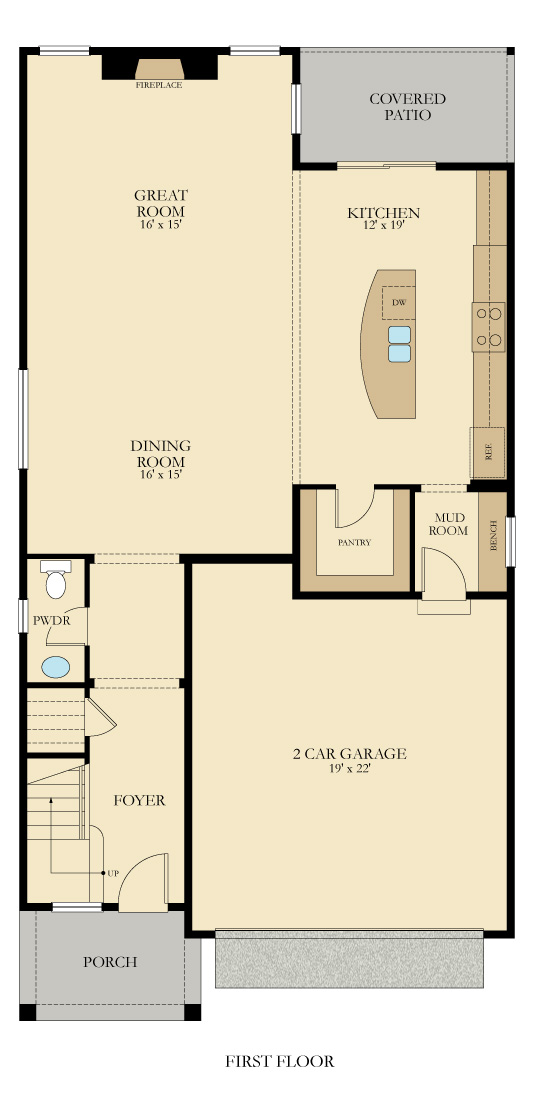 FIREPLACE
COVERED
PATIO
GREAT
ROOM
16' x 15'
KITCHEN
12' x 19'
DW
REF.
DINING
ROOM
16' x 15'
PANTRY
MUD
ROOM
BENCH
PWDR
2 CAR GARAGE
19' x 22'
FOYER
UP
PORCH
FIRST FLOOR